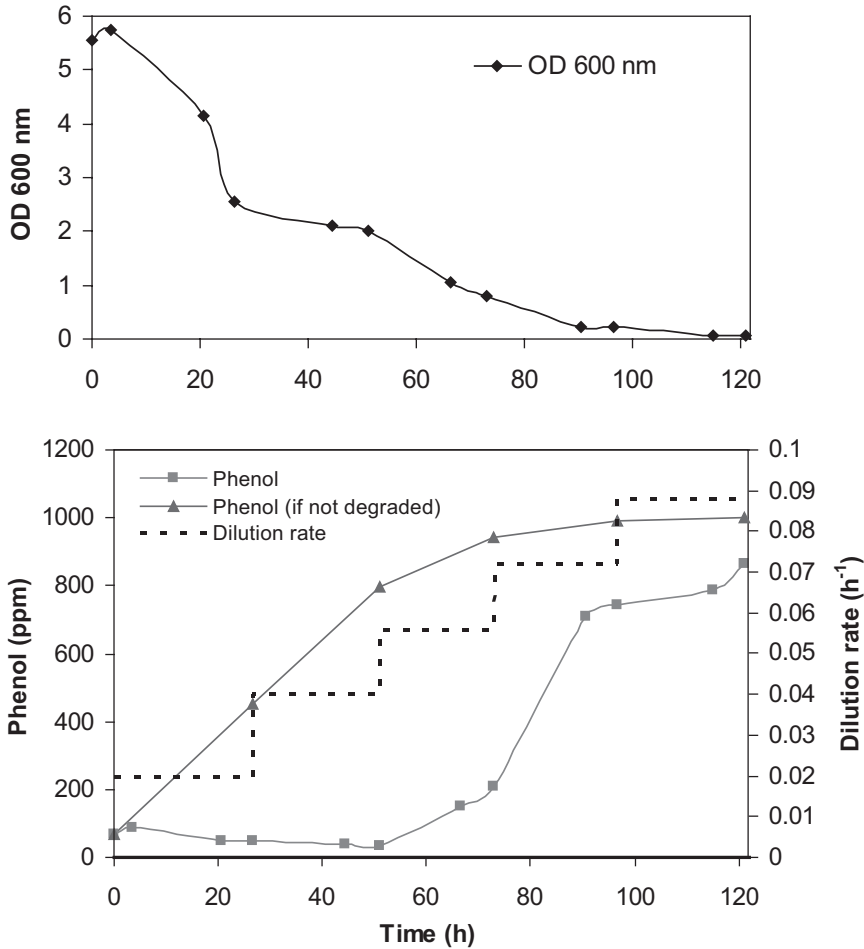 6
5
4
3
2
1
0
OD 600 nm
OD 600 nm
0 20 40 60 80 100 120
1200
1000
800
600
400
200
0
Phenol (ppm)
Phenol
Phenol (if not degraded)
Dilution rate
0.1
0.09
0.08
0.07
0.06
0.05
0.04
0.03
0.02
0.01
0
Dilution rate (h⁻¹)
0 20 40 60 80 100 120
Time (h)